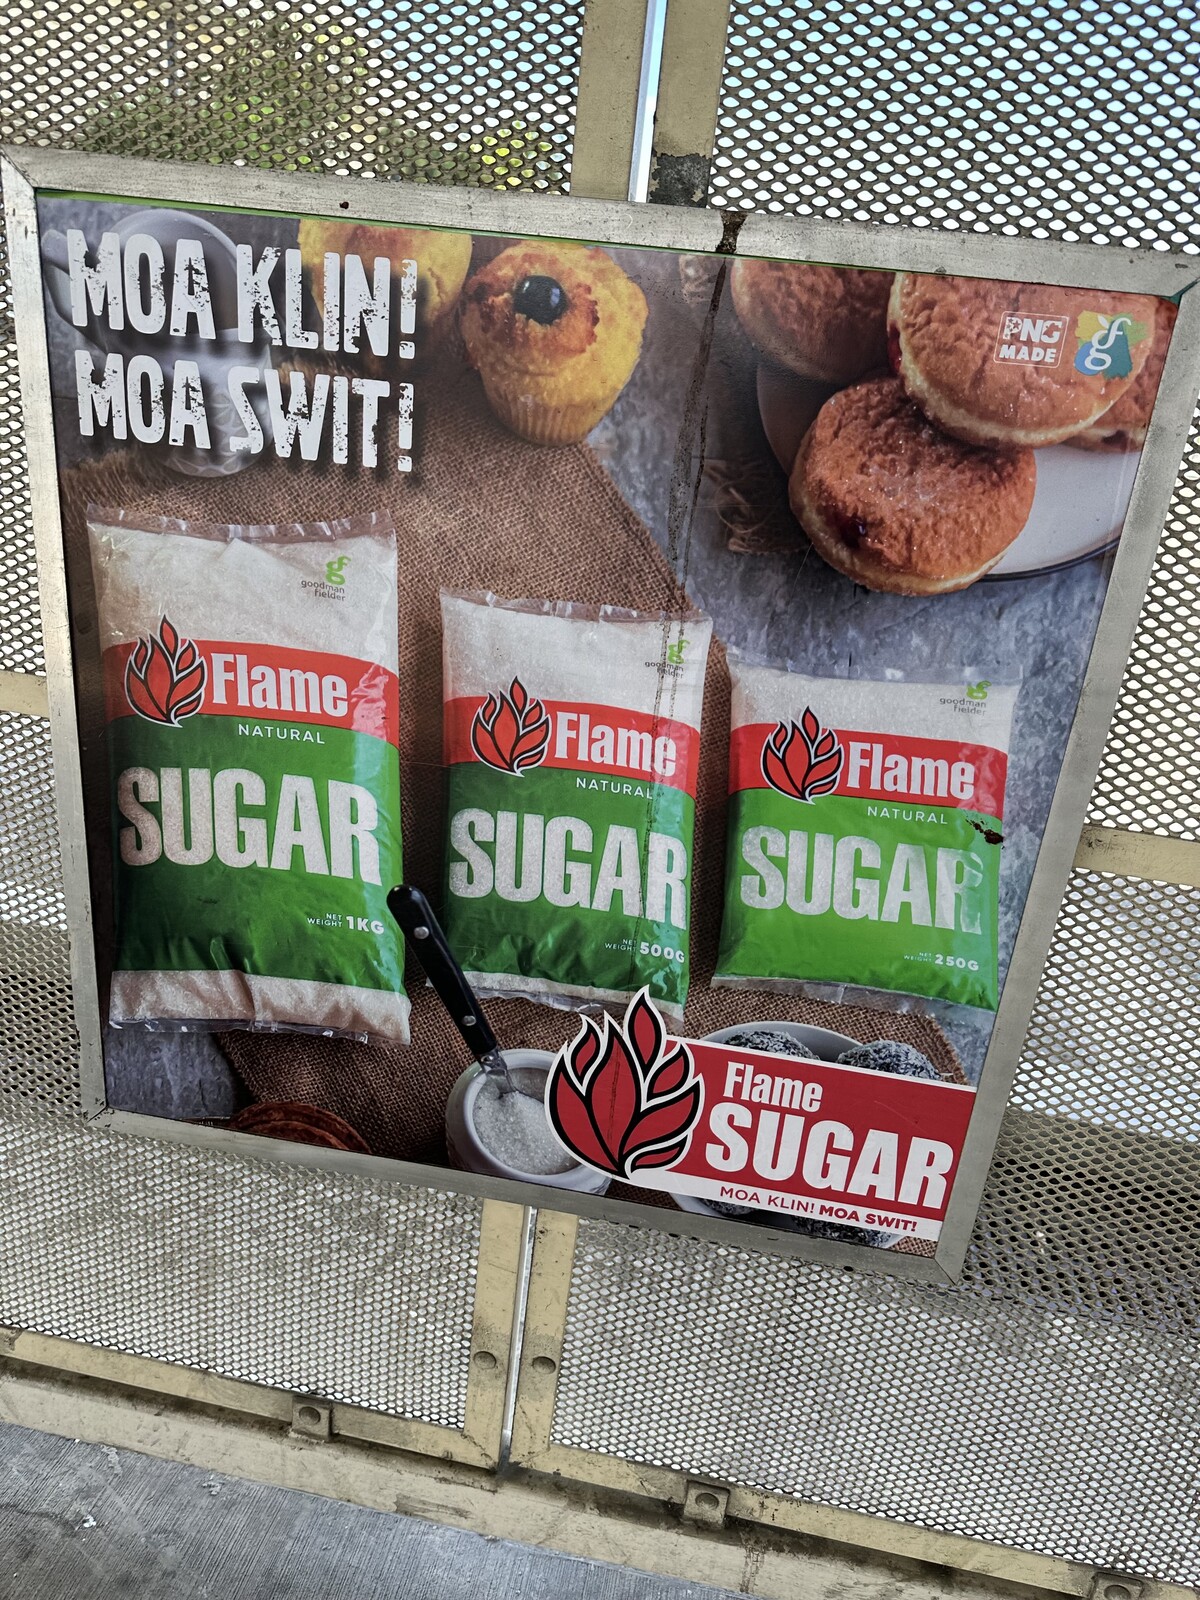 MOA KLIN!
MOA SWIT!
PNG
MADE
gf
goodman
fielder
Flame
NATURAL
SUGAR
NET
WEIGHT 1KG
goodman
fielder
Flame
NATURAL
SUGAR
NET
WEIGHT 500G
goodman
fielder
Flame
NATURAL
SUGAR
NET
WEIGHT 250G
Flame
SUGAR
MOA KLIN! MOA SWIT!